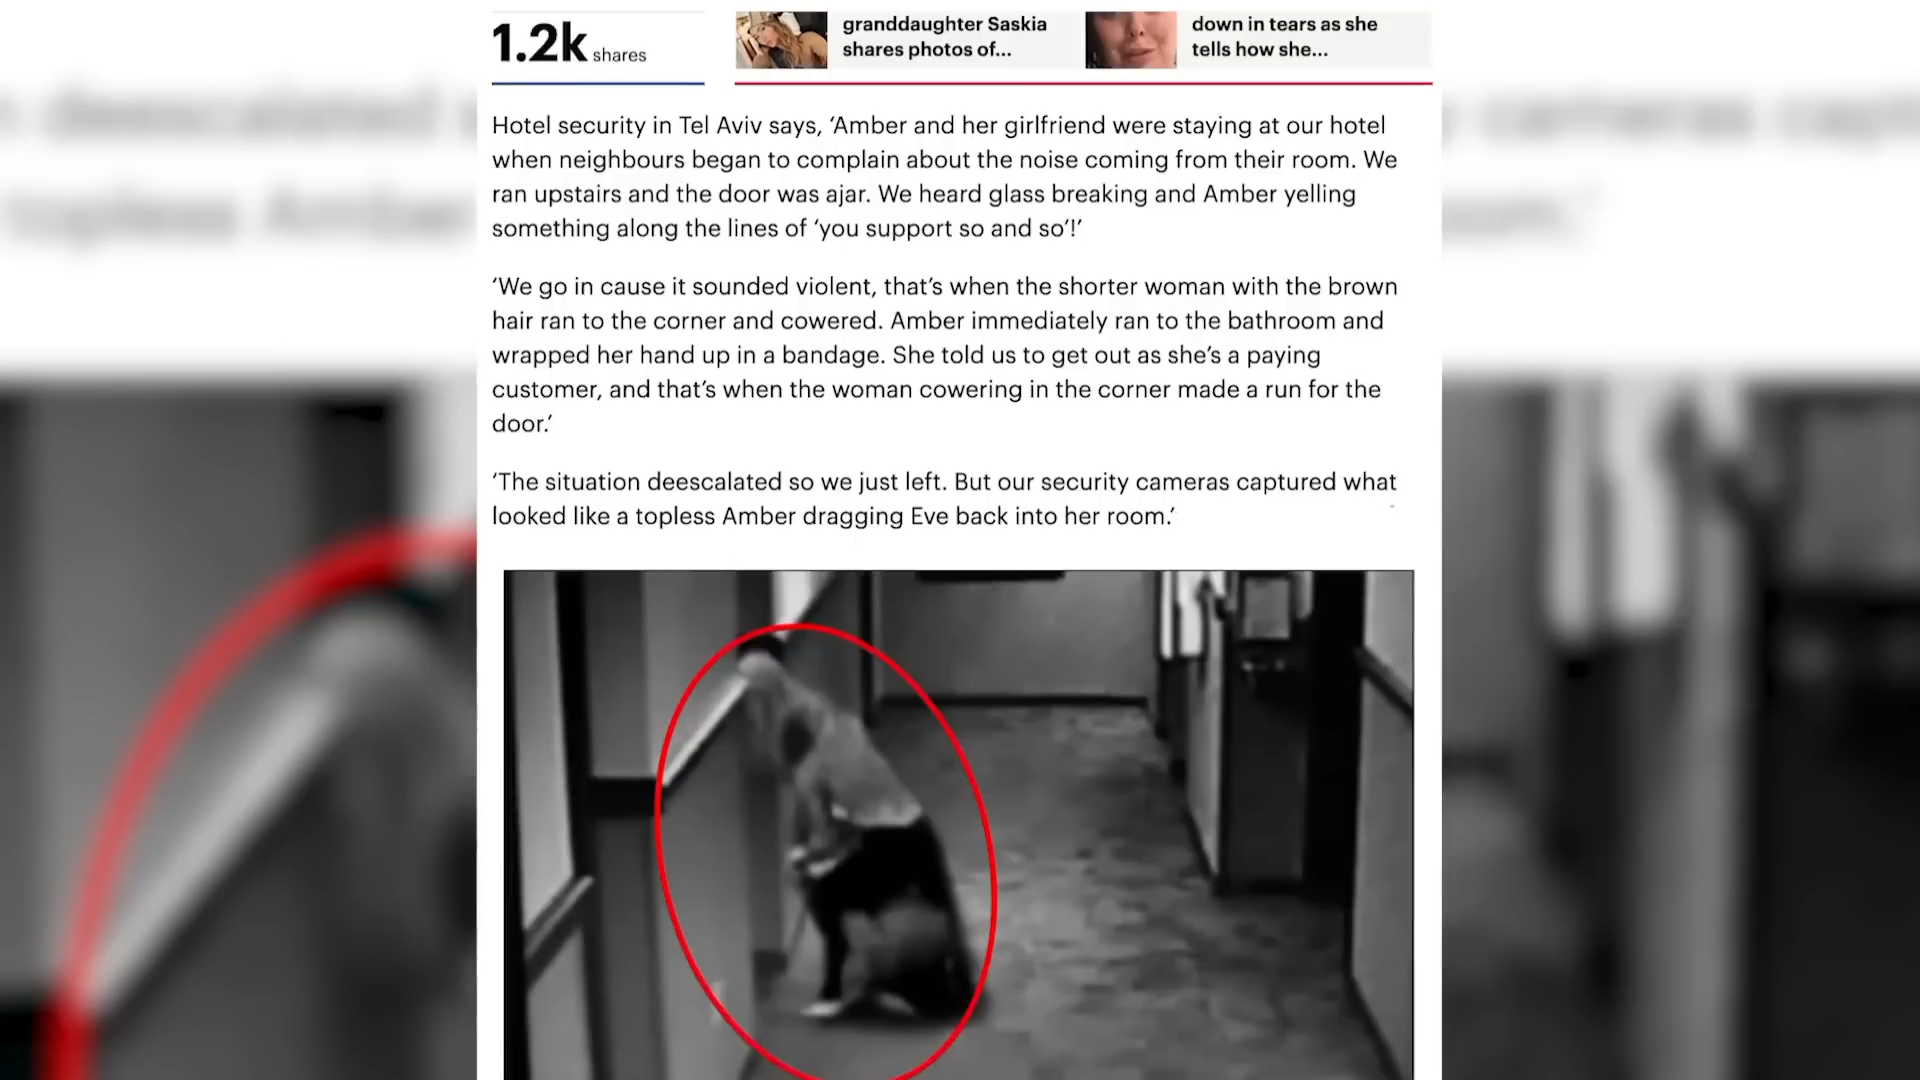 1.2k shares
granddaughter Saskia
shares photos of...
down in tears as she
tells how she...
Hotel security in Tel Aviv says, ‘Amber and her girlfriend were staying at our hotel
when neighbours began to complain about the noise coming from their room. We
ran upstairs and the door was ajar. We heard glass breaking and Amber yelling
something along the lines of ‘you support so and so’!’
‘We go in cause it sounded violent, that’s when the shorter woman with the brown
hair ran to the corner and cowered. Amber immediately ran to the bathroom and
wrapped her hand up in a bandage. She told us to get out as she’s a paying
customer, and that’s when the woman cowering in the corner made a run for the
door.’
‘The situation deescalated so we just left. But our security cameras captured what
looked like a topless Amber dragging Eve back into her room.’
deescalated
topless Amber
cameras